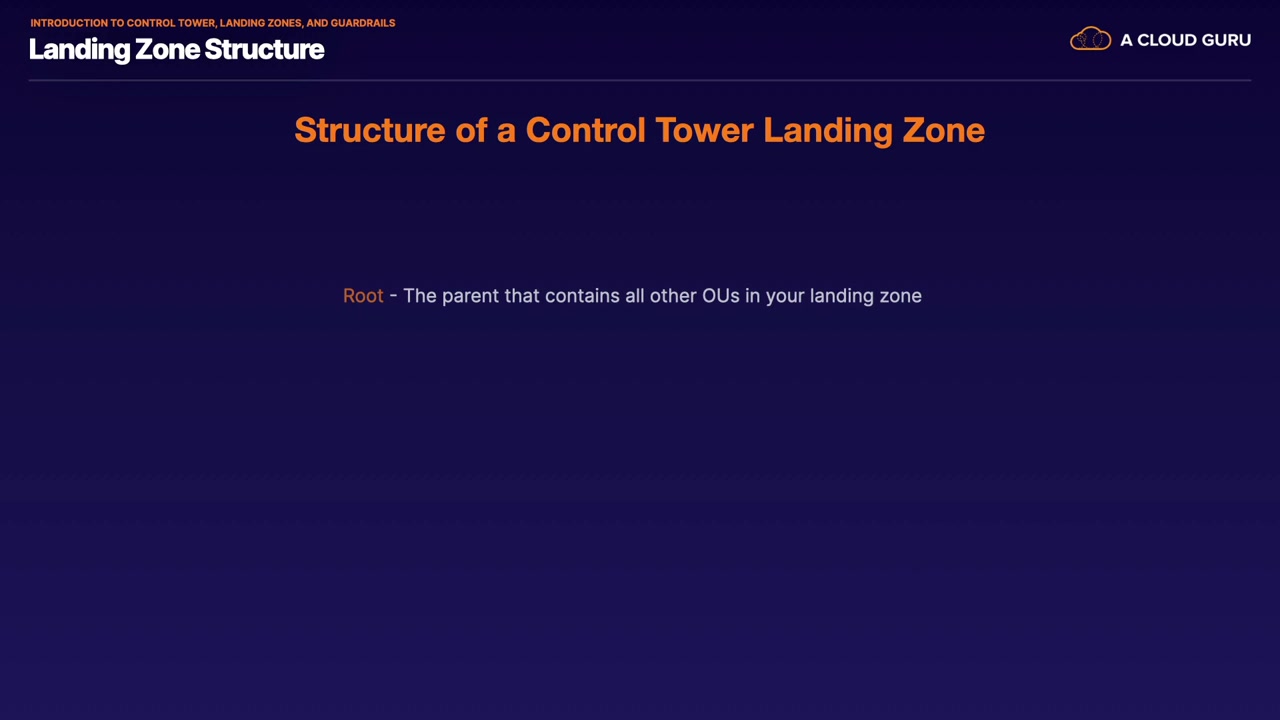 INTRODUCTION TO CONTROL TOWER, LANDING ZONES, AND GUARDRAILS
Landing Zone Structure
A CLOUD GURU
Structure of a Control Tower Landing Zone
Root - The parent that contains all other OUs in your landing zone